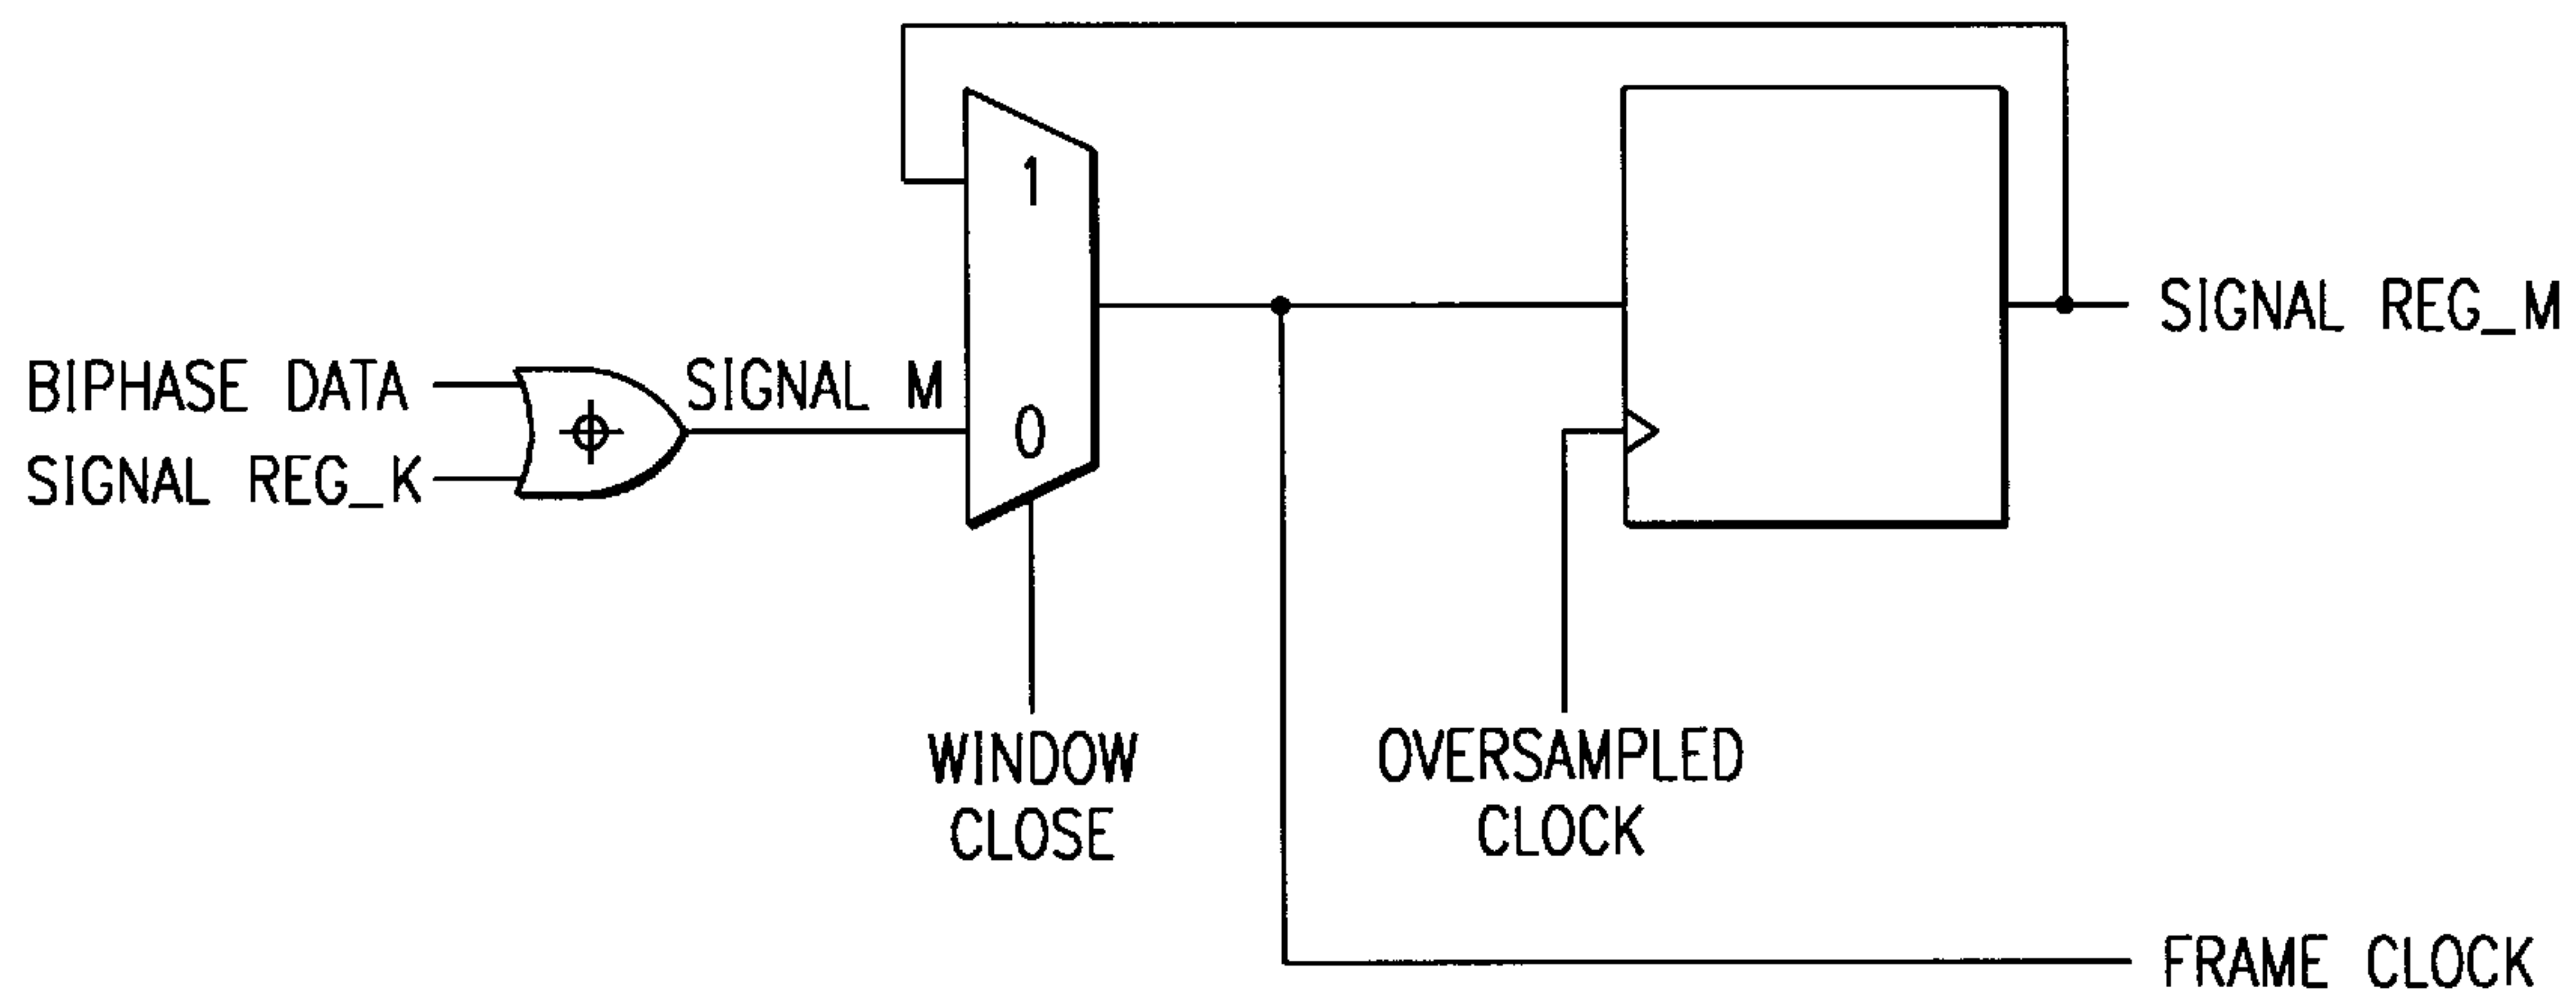 1
SIGNAL REG_M
BIPHASE DATA
SIGNAL M
SIGNAL REG_K
0
WINDOW
CLOSE
OVERSAMPLED
CLOCK
FRAME CLOCK